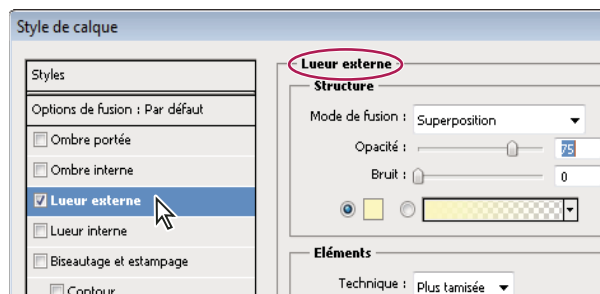 Style de calque
Styles
Options de fusion : Par défaut
Ombre portée
Ombre interne
Lueur externe
Lueur interne
Biseautage et estampage
Contour
Lueur externe
Structure
Mode de fusion : Superposition
Opacité : 75
Bruit : 0
Eléments
Technique : Plus tamisée